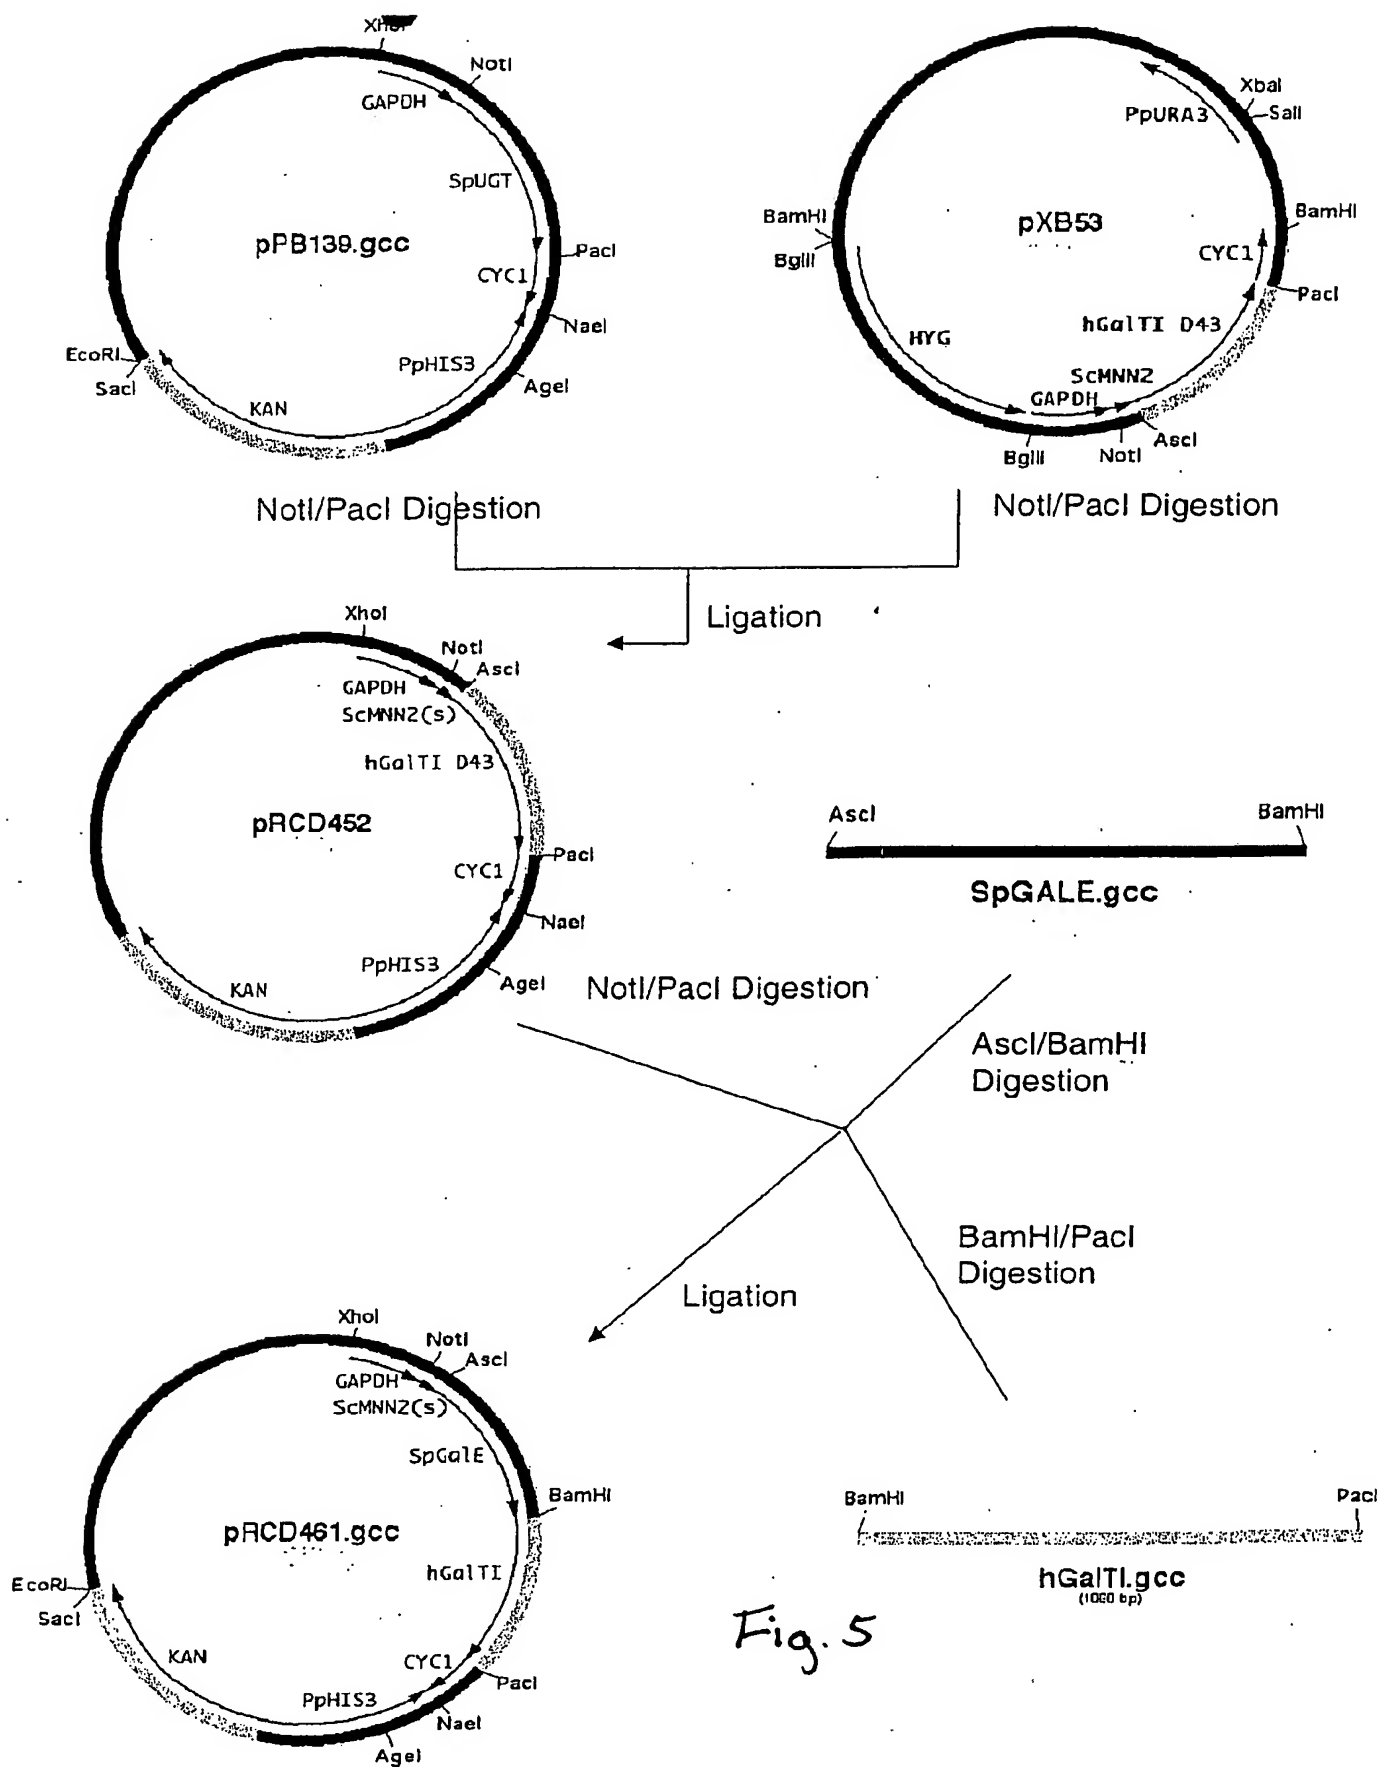 XhoI
NotI
GAPDH
SpUGT
pPB139.gcc
PacI
CYC1
NaeI
PpHIS3
AgeI
EcoRI
SacI
KAN
XbaI
SalI
PpURA3
BamHI
BglII
pXB53
BamHI
CYC1
PacI
hGalTI D43
HYG
ScMNN2
GAPDH
AscI
NotI
BglII
NotI/PacI Digestion
NotI/PacI Digestion
Ligation
XhoI
NotI
AscI
GAPDH
ScMNN2(s)
hGalTI D43
pRCD452
PacI
CYC1
NaeI
PpHIS3
AgeI
KAN
AscI
BamHI
SpGALE.gcc
NotI/PacI Digestion
AscI/BamHI
Digestion
BamHI/PacI
Digestion
Ligation
XhoI
NotI
AscI
GAPDH
ScMNN2(s)
SpGalE
BamHI
pRCD461.gcc
hGalTI
EcoRI
SacI
KAN
CYC1
PacI
PpHIS3
NaeI
AgeI
BamHI
PacI
hGalTI.gcc
Fig. 5